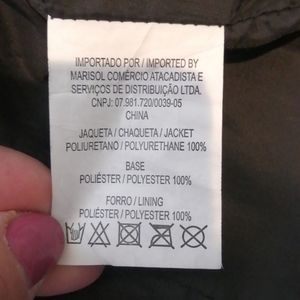 IMPORTADO POR / IMPORTED BY
MARISOL COMÉRCIO ATACADISTA E
SERVIÇOS DE DISTRIBUIÇÃO LTDA.
CNPJ: 07.981.720/0039-05
CHINA
JAQUETA / CHAQUETA / JACKET
POLIURETANO / POLYURETHANE 100%
BASE
POLIÉSTER / POLYESTER 100%
FORRO / LINING
POLIÉSTER / POLYESTER 100%